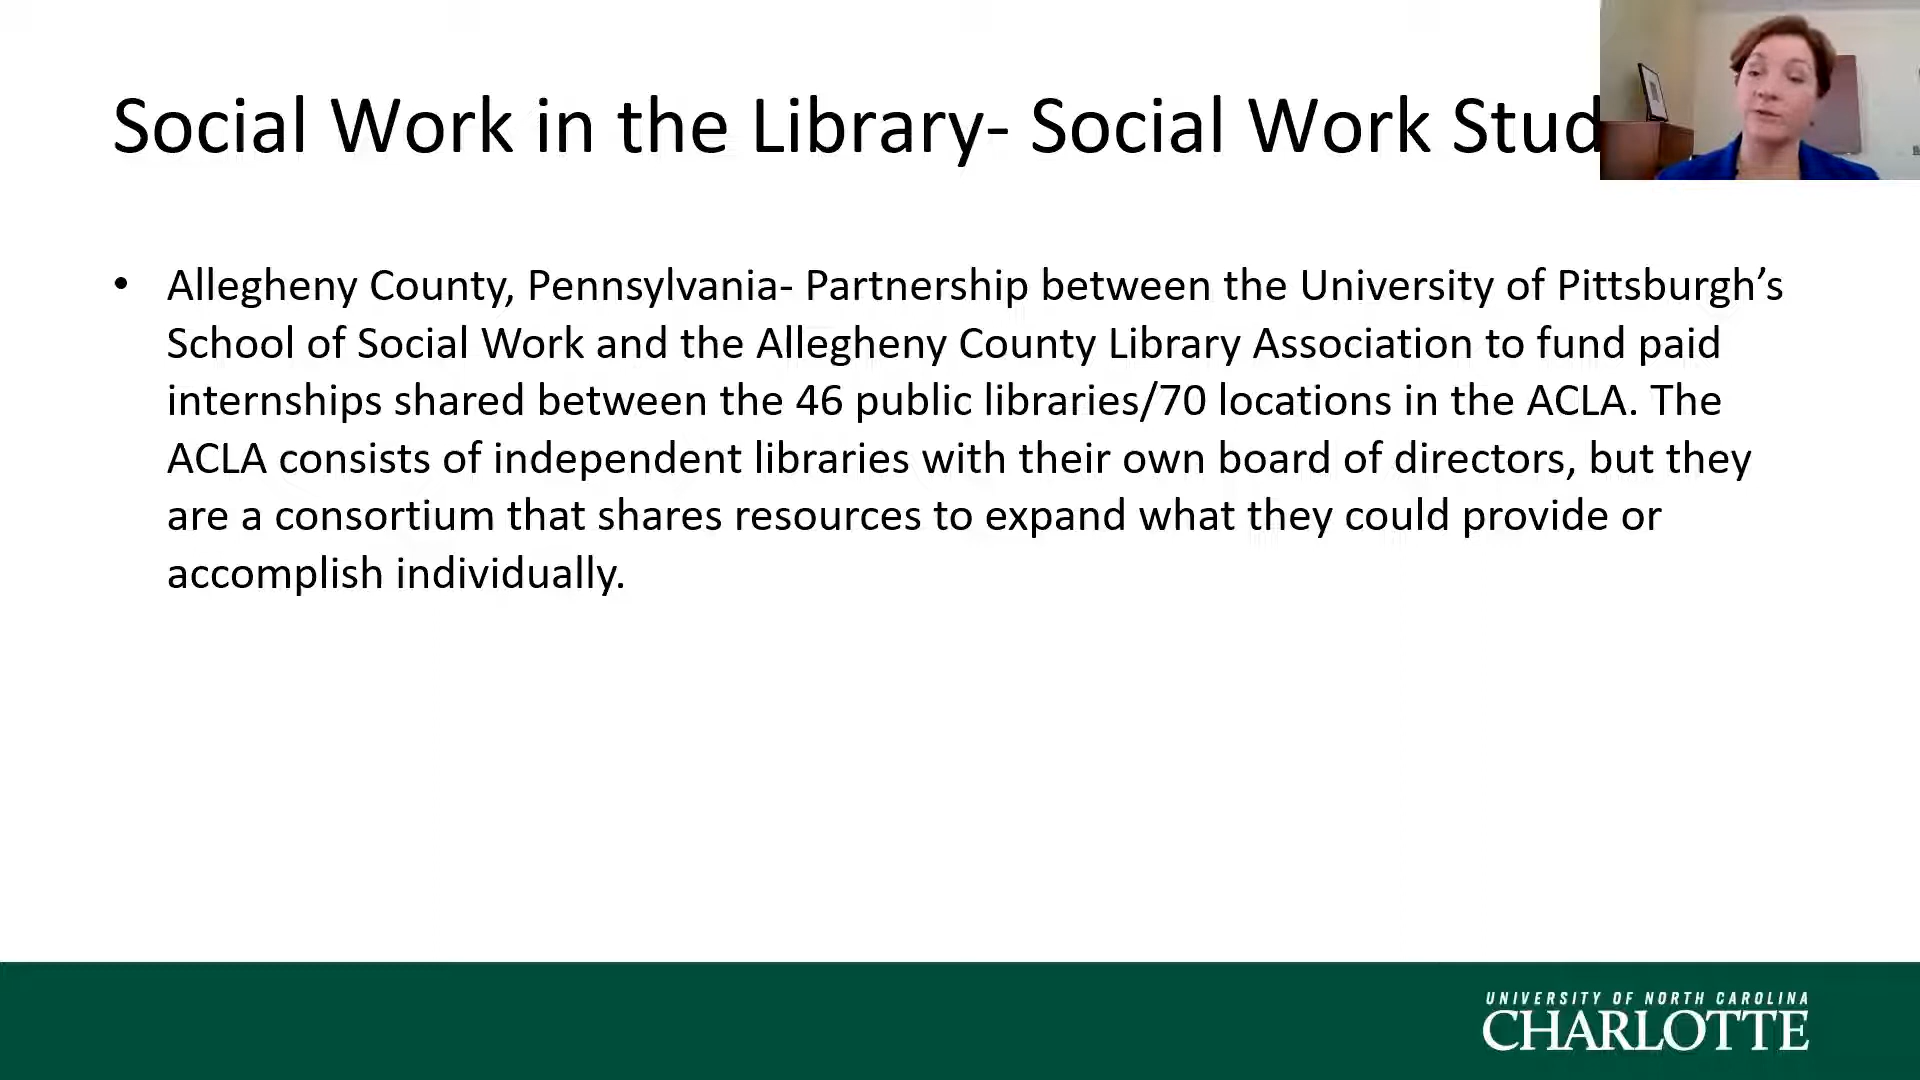 Social Work in the Library- Social Work Stud
• Allegheny County, Pennsylvania- Partnership between the University of Pittsburgh’s
School of Social Work and the Allegheny County Library Association to fund paid
internships shared between the 46 public libraries/70 locations in the ACLA. The
ACLA consists of independent libraries with their own board of directors, but they
are a consortium that shares resources to expand what they could provide or
accomplish individually.
UNIVERSITY OF NORTH CAROLINA
CHARLOTTE